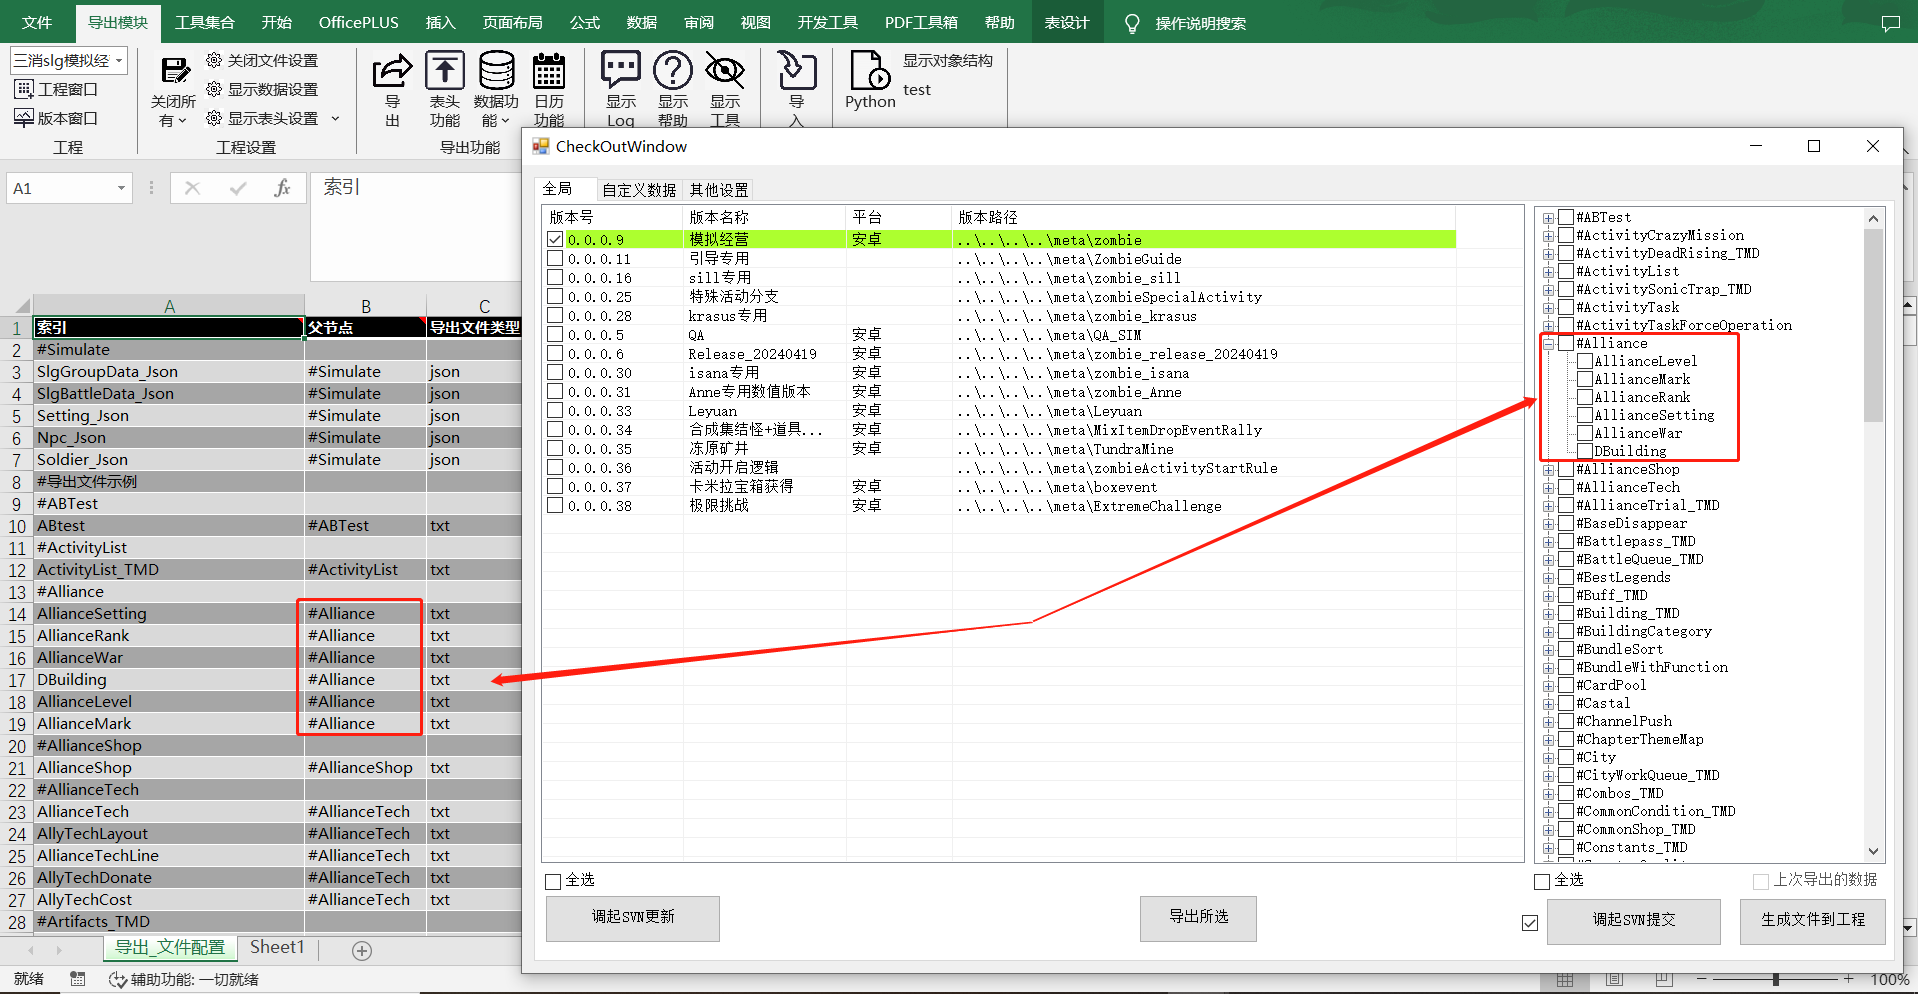 文件 导出模块 工具集合 开始 OfficePLUS 插入 页面布局 公式 数据 审阅 视图 开发工具 PDF工具箱 帮助 表设计 操作说明搜索
三消slg模拟经
工程窗口
版本窗口
工程
关闭所
有
关闭文件设置
显示数据设置
显示表头设置
工程设置
导
出
表头
功能
数据功
能
日历
功能
导出功能
显示
Log
显示
帮助
显示
工具
导
入
Python
显示对象结构
test
A1
fx
索引
A B C
1 索引 父节点 导出文件类型
2 #Simulate
3 SlgGroupData_Json #Simulate json
4 SlgBattleData_Json #Simulate json
5 Setting_Json #Simulate json
6 Npc_Json #Simulate json
7 Soldier_Json #Simulate json
8 #导出文件示例
9 #ABTest
10 ABtest #ABTest txt
11 #ActivityList
12 ActivityList_TMD #ActivityList txt
13 #Alliance
14 AllianceSetting #Alliance txt
15 AllianceRank #Alliance txt
16 AllianceWar #Alliance txt
17 DBuilding #Alliance txt
18 AllianceLevel #Alliance txt
19 AllianceMark #Alliance txt
20 #AllianceShop
21 AllianceShop #AllianceShop txt
22 #AllianceTech
23 AllianceTech #AllianceTech txt
24 AllyTechLayout #AllianceTech txt
25 AllianceTechLine #AllianceTech txt
26 AllyTechDonate #AllianceTech txt
27 AllyTechCost #AllianceTech txt
28 #Artifacts_TMD
导出_文件配置 Sheet1
就绪 辅助功能: 一切就绪
100%
CheckOutWindow
全局 自定义数据 其他设置
版本号 版本名称 平台 版本路径
0.0.0.9 模拟经营 安卓 ..\..\..\..\meta\zombie
0.0.0.11 引导专用 ..\..\..\..\meta\ZombieGuide
0.0.0.16 sill专用 ..\..\..\..\meta\zombie_sill
0.0.0.25 特殊活动分支 ..\..\..\..\meta\zombieSpecialActivity
0.0.0.28 krasus专用 ..\..\..\..\meta\zombie_krasus
0.0.0.5 QA 安卓 ..\..\..\..\meta\QA_SIM
0.0.0.6 Release_20240419 安卓 ..\..\..\..\meta\zombie_release_20240419
0.0.0.30 isana专用 安卓 ..\..\..\..\meta\zombie_isana
0.0.0.31 Anne专用数值版本 安卓 ..\..\..\..\meta\zombie_Anne
0.0.0.33 Leyuan 安卓 ..\..\..\..\meta\Leyuan
0.0.0.34 合成集结怪+道具... 安卓 ..\..\..\..\meta\MixItemDropEventRally
0.0.0.35 冻原矿井 安卓 ..\..\..\..\meta\TundraMine
0.0.0.36 活动开启逻辑 ..\..\..\..\meta\zombieActivityStartRule
0.0.0.37 卡米拉宝箱获得 安卓 ..\..\..\..\meta\boxevent
0.0.0.38 极限挑战 安卓 ..\..\..\..\meta\ExtremeChallenge
全选
调起SVN更新
导出所选
#ABTest
#ActivityCrazyMission
#ActivityDeadRising_TMD
#ActivityList
#ActivitySonicTrap_TMD
#ActivityTask
#ActivityTaskForceOperation
#Alliance
AllianceLevel
AllianceMark
AllianceRank
AllianceSetting
AllianceWar
DBuilding
#AllianceShop
#AllianceTech
#AllianceTrial_TMD
#BaseDisappear
#Battlepass_TMD
#BattleQueue_TMD
#BestLegends
#Buff_TMD
#Building_TMD
#BuildingCategory
#BundleSort
#BundleWithFunction
#CardPool
#Castal
#ChannelPush
#ChapterThemeMap
#City
#CityWorkQueue_TMD
#Combos_TMD
#CommonCondition_TMD
#CommonShop_TMD
#Constants_TMD
全选 上次导出的数据
调起SVN提交 生成文件到工程